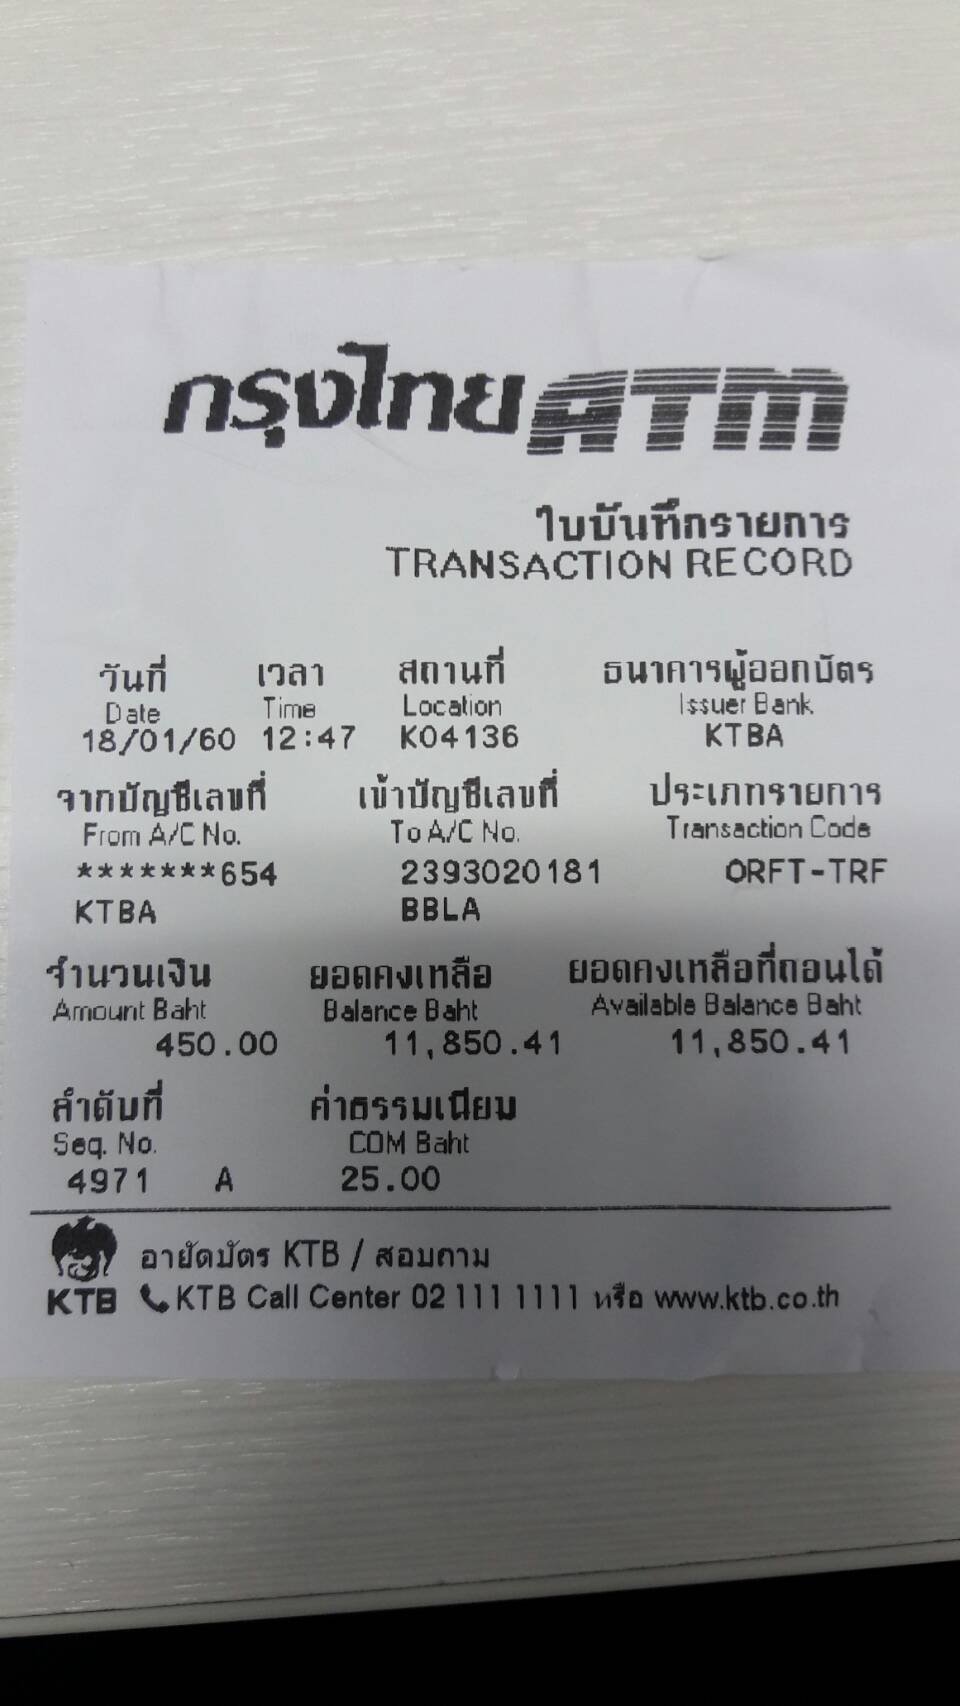 กรุงไทย ATM
ใบบันทึกรายการ
TRANSACTION RECORD
วันที่ เวลา สถานที่ ธนาคารผู้ออกบัตร
Date Time Location Issuer Bank
18/01/60 12:47 K04136 KTBA
จากบัญชีเลขที่ เข้าบัญชีเลขที่ ประเภทรายการ
From A/C No. To A/C No. Transaction Code
*******654 2393020181 ORFT-TRF
KTBA BBLA
จำนวนเงิน ยอดคงเหลือ ยอดคงเหลือที่ถอนได้
Amount Baht Balance Baht Available Balance Baht
450.00 11,850.41 11,850.41
ลำดับที่ ค่าธรรมเนียม
Seq. No. COM Baht
4971 A 25.00
อายัดบัตร KTB / สอบถาม
KTB KTB Call Center 02 111 1111 หรือ www.ktb.co.th